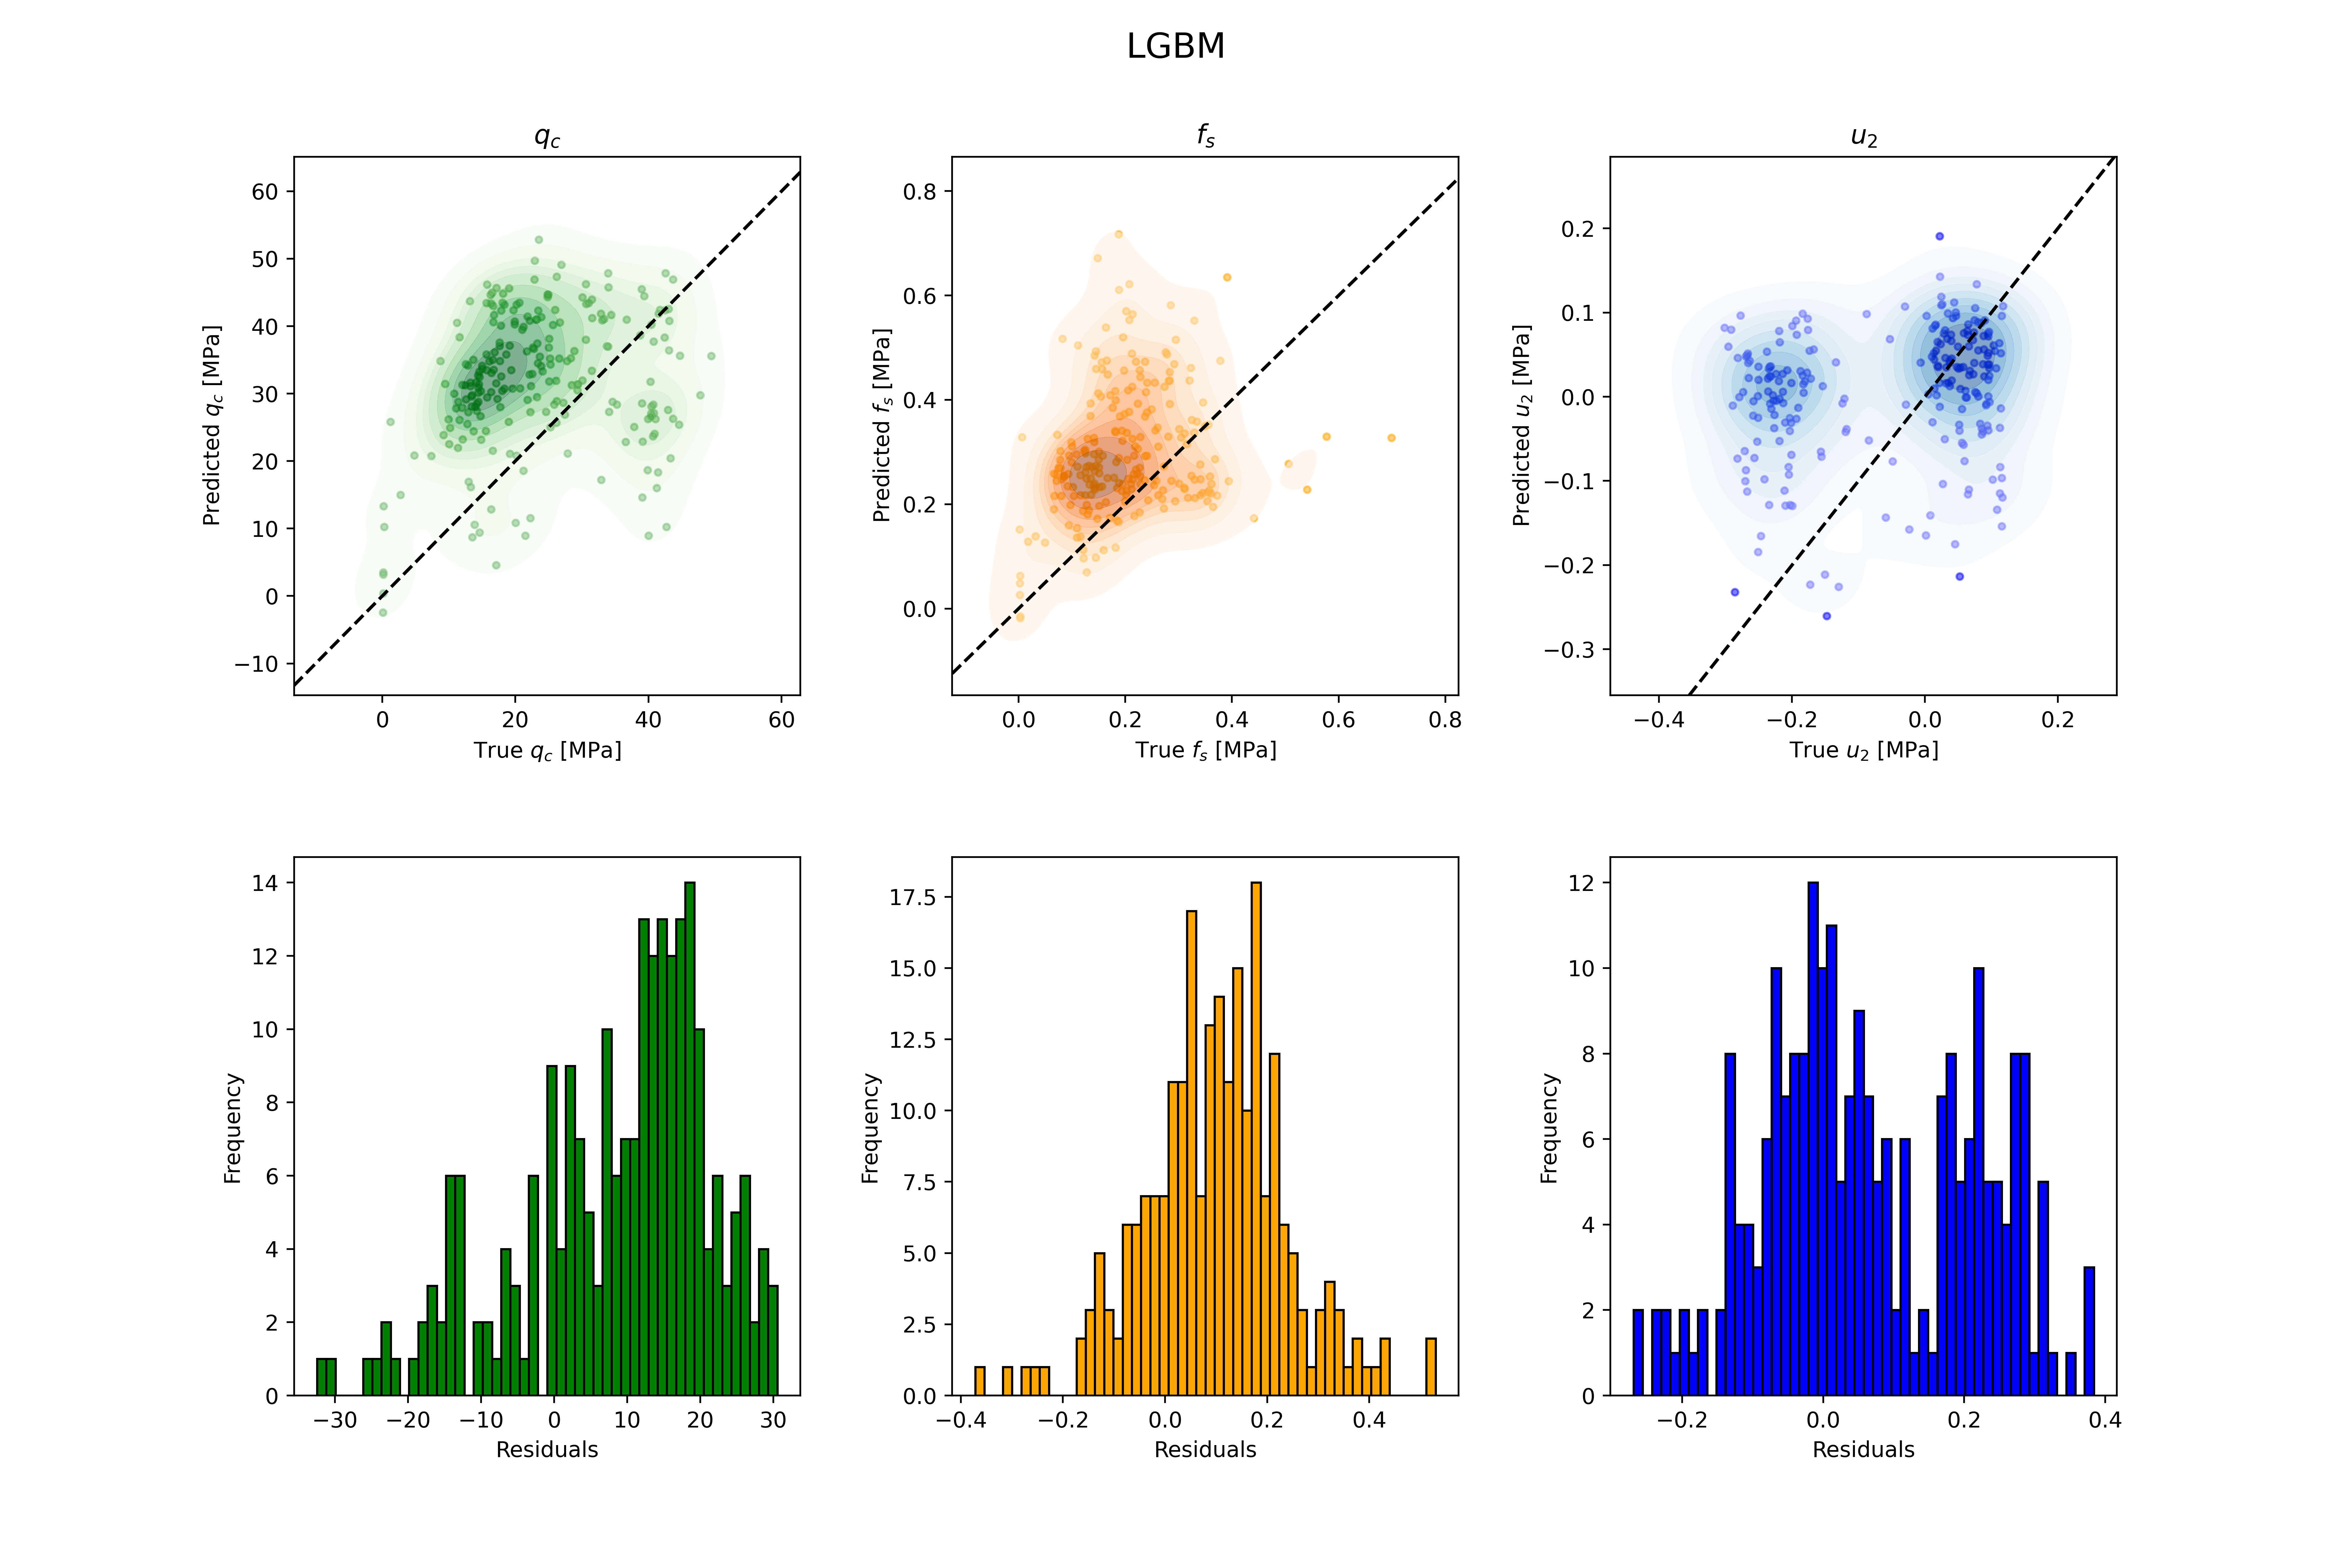 LGBM
q_c
f_s
u_2
Predicted q_c [MPa]
60
50
40
30
20
10
0
−10
0 20 40 60
True q_c [MPa]
Predicted f_s [MPa]
0.8
0.6
0.4
0.2
0.0
0.0 0.2 0.4 0.6 0.8
True f_s [MPa]
Predicted u_2 [MPa]
0.2
0.1
0.0
−0.1
−0.2
−0.3
−0.4 −0.2 0.0 0.2
True u_2 [MPa]
Frequency
14
12
10
8
6
4
2
0
−30 −20 −10 0 10 20 30
Residuals
Frequency
17.5
15.0
12.5
10.0
7.5
5.0
2.5
0.0
−0.4 −0.2 0.0 0.2 0.4
Residuals
Frequency
12
10
8
6
4
2
0
−0.2 0.0 0.2 0.4
Residuals